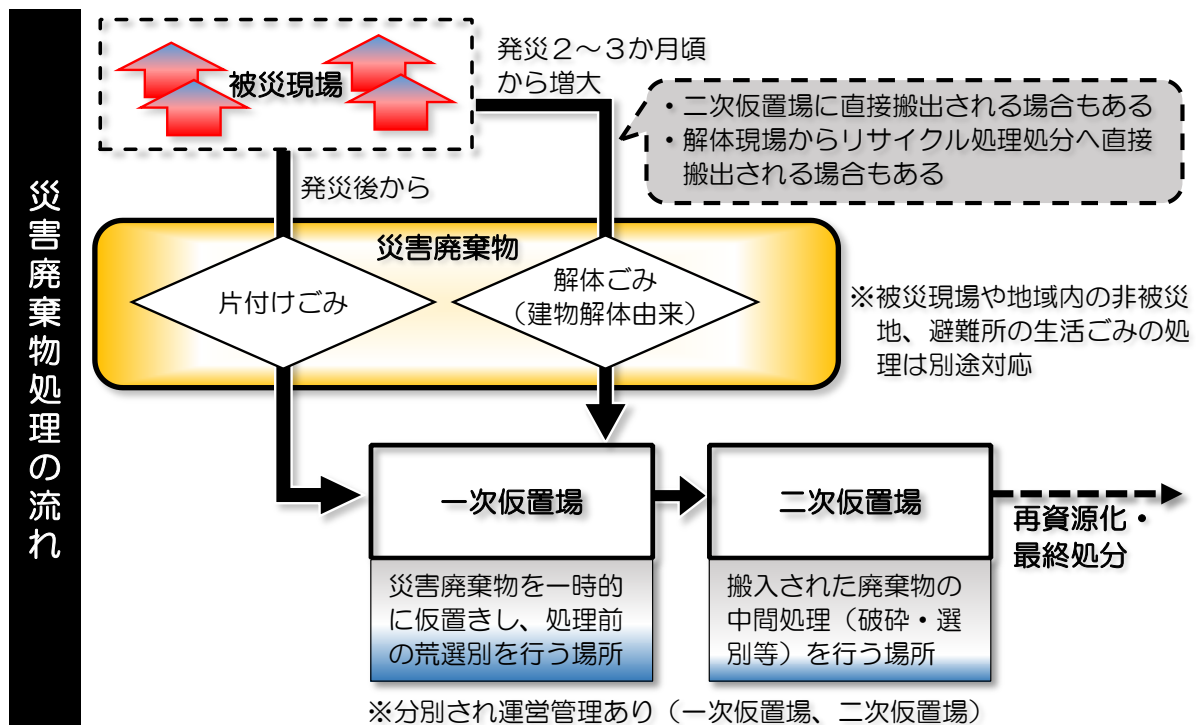 災害廃棄物処理の流れ
被災現場
発災２～３か月頃
から増大
・二次仮置場に直接搬出される場合もある
・解体現場からリサイクル処理処分へ直接
搬出される場合もある
発災後から
災害廃棄物
片付けごみ
解体ごみ
（建物解体由来）
※被災現場や地域内の非被災
地、避難所の生活ごみの処
理は別途対応
一次仮置場
二次仮置場
再資源化・
最終処分
災害廃棄物を一時的
に仮置きし、処理前
の荒選別を行う場所
搬入された廃棄物の
中間処理（破砕・選
別等）を行う場所
※分別され運営管理あり（一次仮置場、二次仮置場）